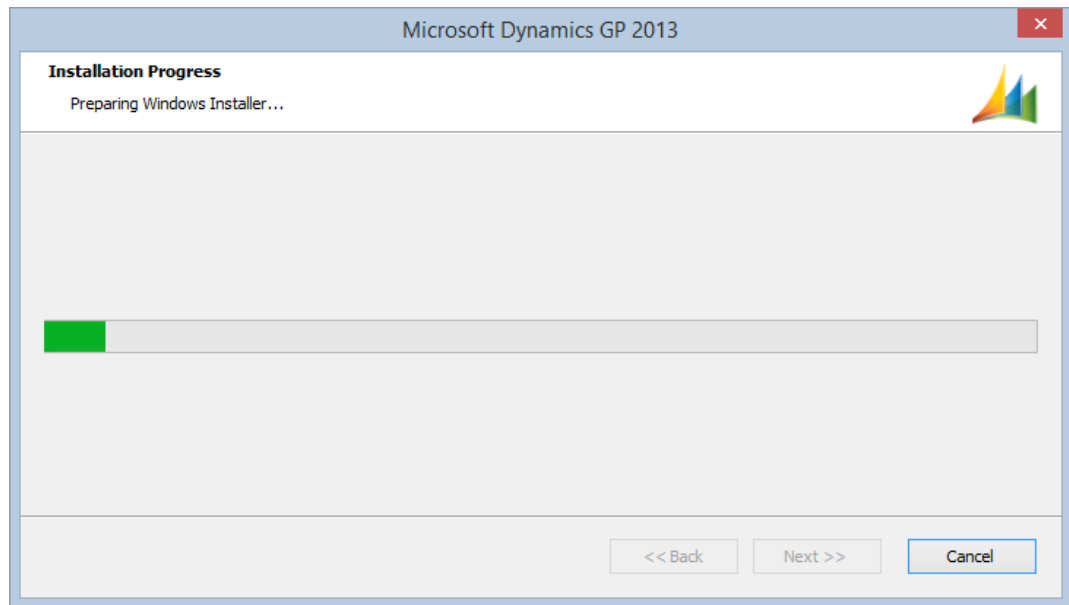 Microsoft Dynamics GP 2013
Installation Progress
Preparing Windows Installer...
<< Back Next >> Cancel